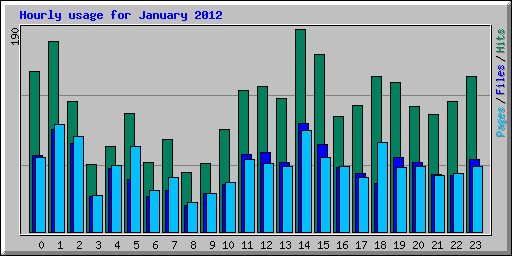 Hourly usage for January 2012
190
Pages / Files / Hits
0 1 2 3 4 5 6 7 8 9 10 11 12 13 14 15 16 17 18 19 20 21 22 23